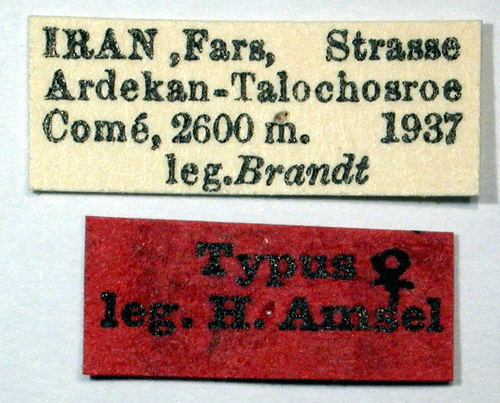 IRAN, Fars, Strasse
Ardekan-Talochosroe
Comé, 2600 m. 1937
leg. Brandt
Typus ♀
leg. H. Amsel